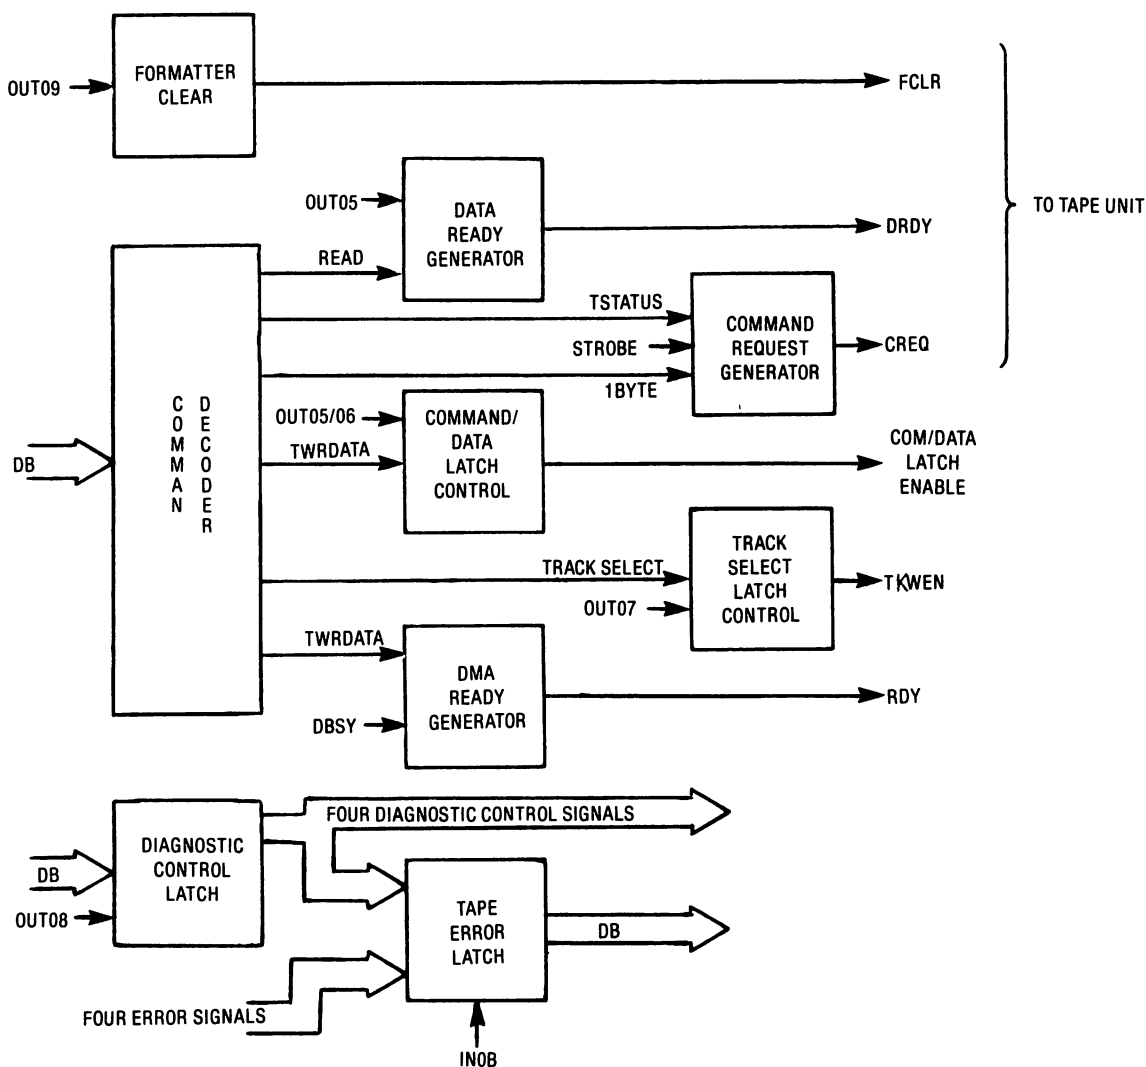 FORMATTER
CLEAR
OUT09
FCLR
OUT05
DATA
READY
GENERATOR
DRDY
TO TAPE UNIT
READ
TSTATUS
STROBE
1BYTE
COMMAND
REQUEST
GENERATOR
CREQ
DB
COMMAN
DECODER
OUT05/06
TWRDATA
COMMAND/
DATA
LATCH
CONTROL
COM/DATA
LATCH
ENABLE
TRACK SELECT
OUT07
TRACK
SELECT
LATCH
CONTROL
TKWEN
TWRDATA
DBSY
DMA
READY
GENERATOR
RDY
FOUR DIAGNOSTIC CONTROL SIGNALS
DB
OUT08
DIAGNOSTIC
CONTROL
LATCH
TAPE
ERROR
LATCH
DB
FOUR ERROR SIGNALS
IN0B